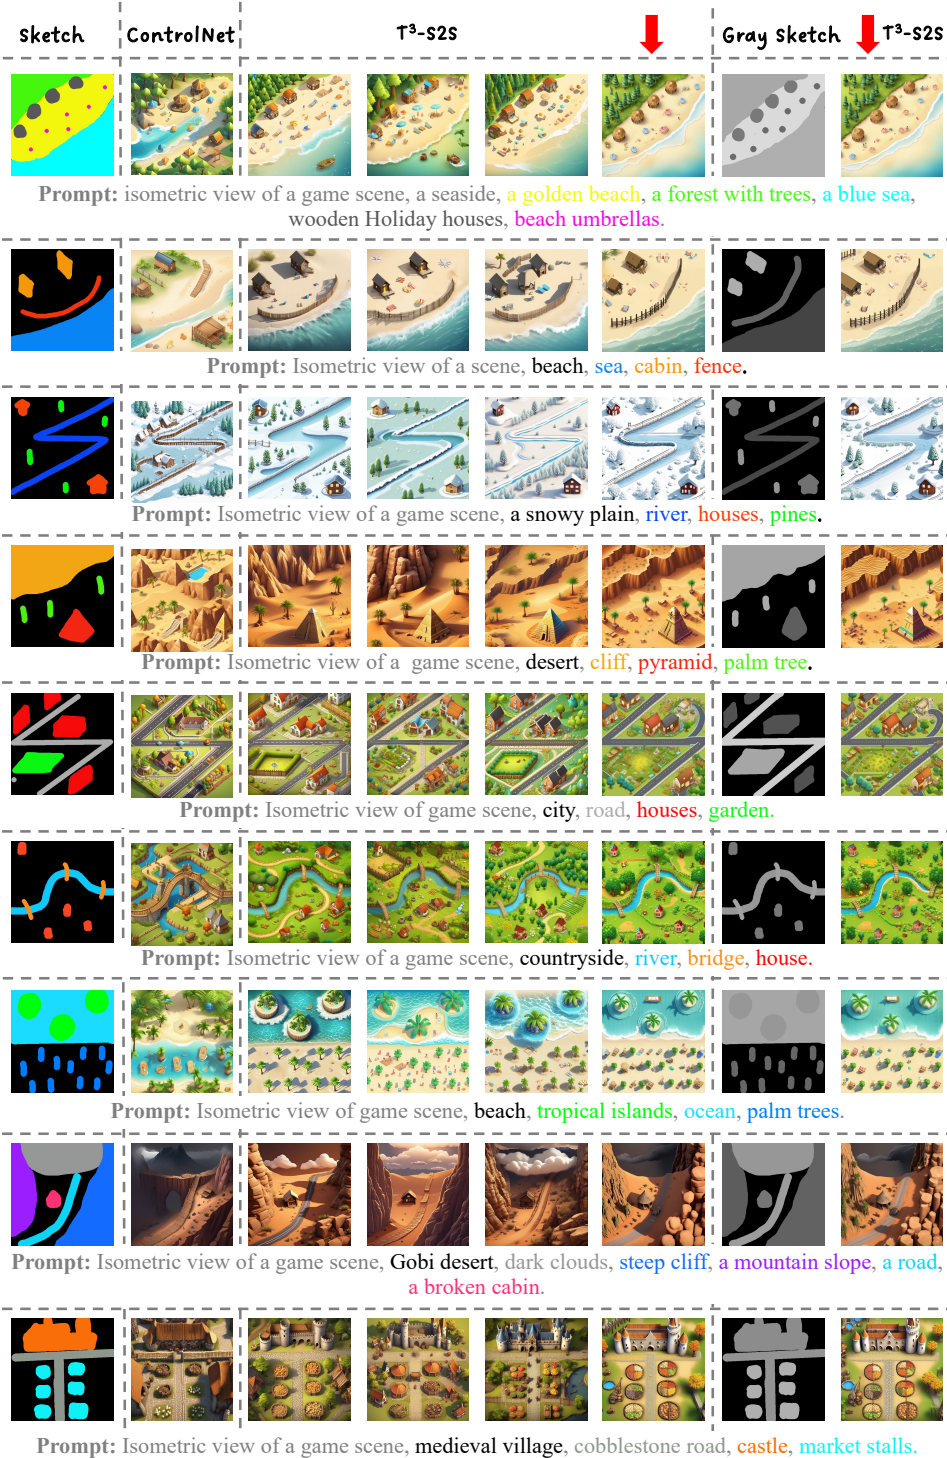 Sketch ControlNet T³-S2S Gray Sketch T³-S2S
Prompt: isometric view of a game scene, a seaside, a golden beach, a forest with trees, a blue sea,
wooden Holiday houses, beach umbrellas.
Prompt: Isometric view of a scene, beach, sea, cabin, fence.
Prompt: Isometric view of a game scene, a snowy plain, river, houses, pines.
Prompt: Isometric view of a game scene, desert, cliff, pyramid, palm tree.
Prompt: Isometric view of game scene, city, road, houses, garden.
Prompt: Isometric view of a game scene, countryside, river, bridge, house.
Prompt: Isometric view of game scene, beach, tropical islands, ocean, palm trees.
Prompt: Isometric view of a game scene, Gobi desert, dark clouds, steep cliff, a mountain slope, a road,
a broken cabin.
Prompt: Isometric view of a game scene, medieval village, cobblestone road, castle, market stalls.